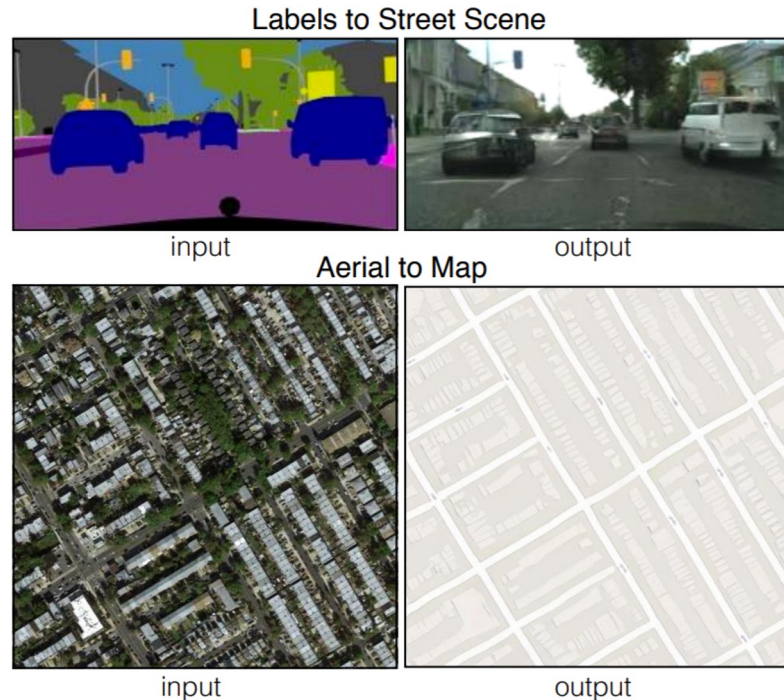 Labels to Street Scene
input
output
Aerial to Map
input
output